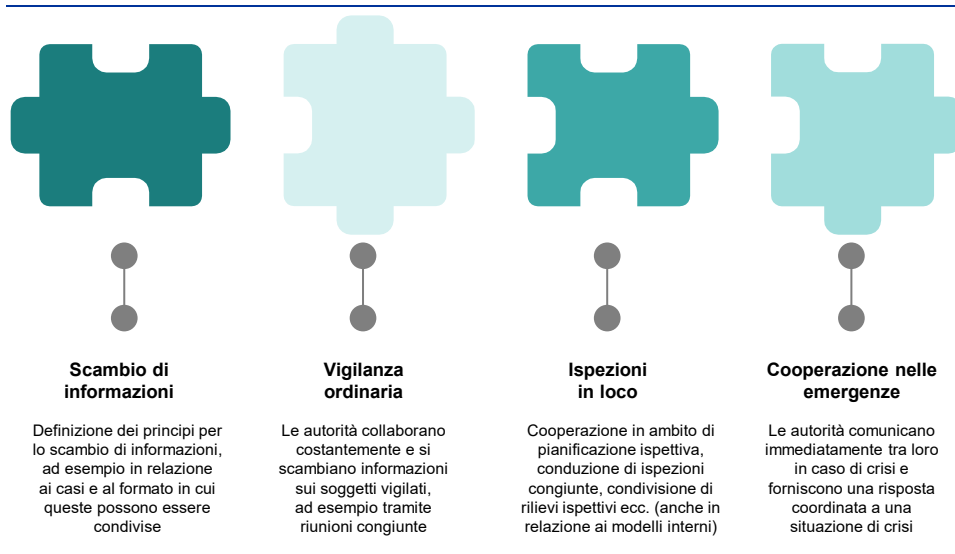 Scambio di
informazioni
Definizione dei principi per
lo scambio di informazioni,
ad esempio in relazione
ai casi e al formato in cui
queste possono essere
condivise
Vigilanza
ordinaria
Le autorità collaborano
costantemente e si
scambiano informazioni
sui soggetti vigilati,
ad esempio tramite
riunioni congiunte
Ispezioni
in loco
Cooperazione in ambito di
pianificazione ispettiva,
conduzione di ispezioni
congiunte, condivisione di
rilievi ispettivi ecc. (anche in
relazione ai modelli interni)
Cooperazione nelle
emergenze
Le autorità comunicano
immediatamente tra loro
in caso di crisi e
forniscono una risposta
coordinata a una
situazione di crisi